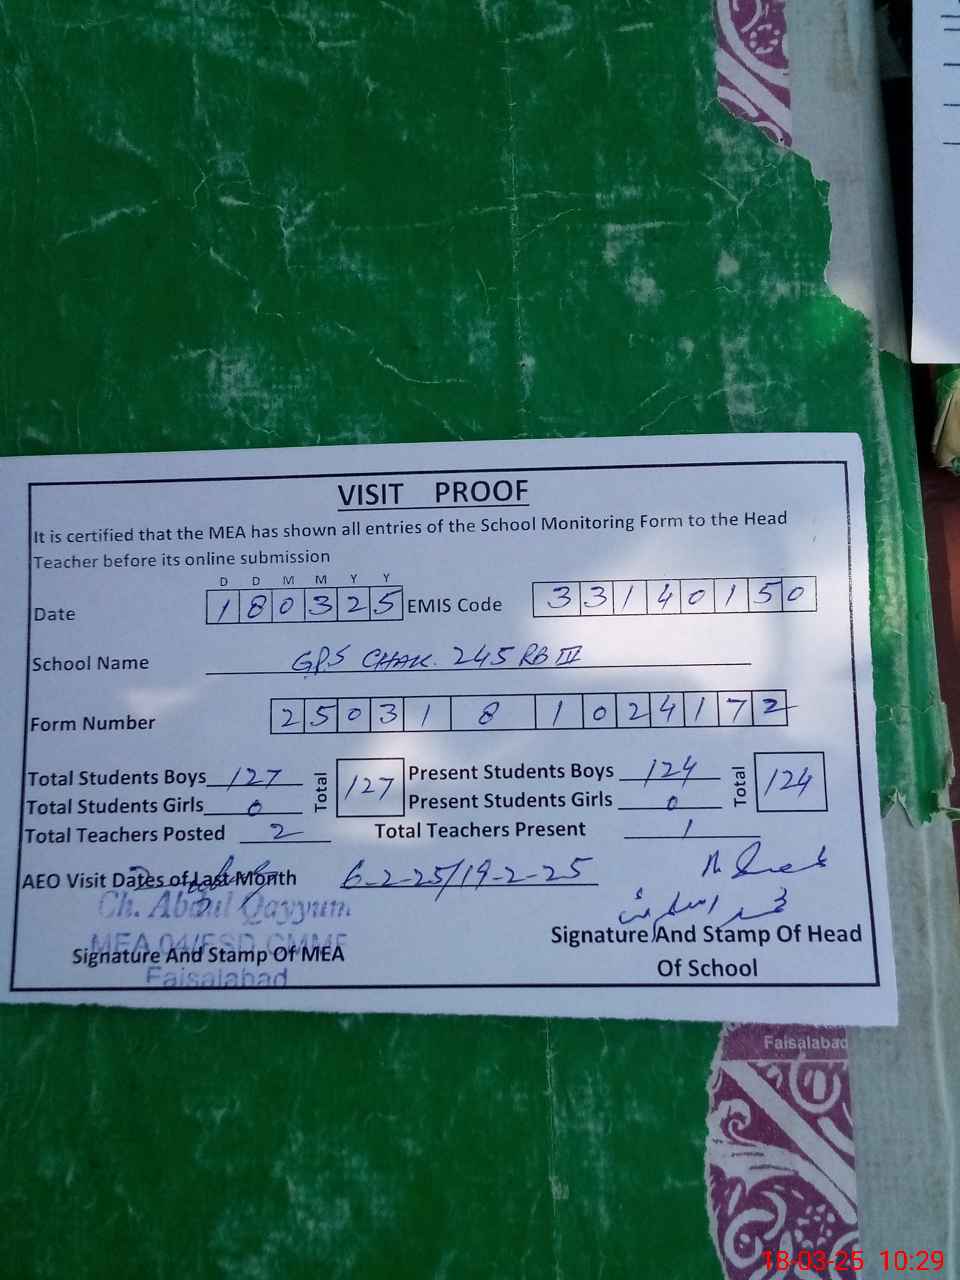 VISIT PROOF
It is certified that the MEA has shown all entries of the School Monitoring Form to the Head
Teacher before its online submission
D D M M Y Y
Date 1 8 0 3 2 5 EMIS Code 3 3 1 4 0 1 5 0
School Name GPS CHAK. 245 RB III
Form Number 2 5 0 3 1 8 1 0 2 4 1 7 2
Total Students Boys 127 Total 127 Present Students Boys 124 Total 124
Total Students Girls 0 Present Students Girls 0
Total Teachers Posted 2 Total Teachers Present 1
AEO Visit Dates of Last Month 6-2-25/19-2-25
Ch. Abdul Qayyum
MEA 04/FSD CMMF
Faisalabad
Signature And Stamp Of MEA
Signature And Stamp Of Head
Of School
Faisalabad
18-03-25 10:29